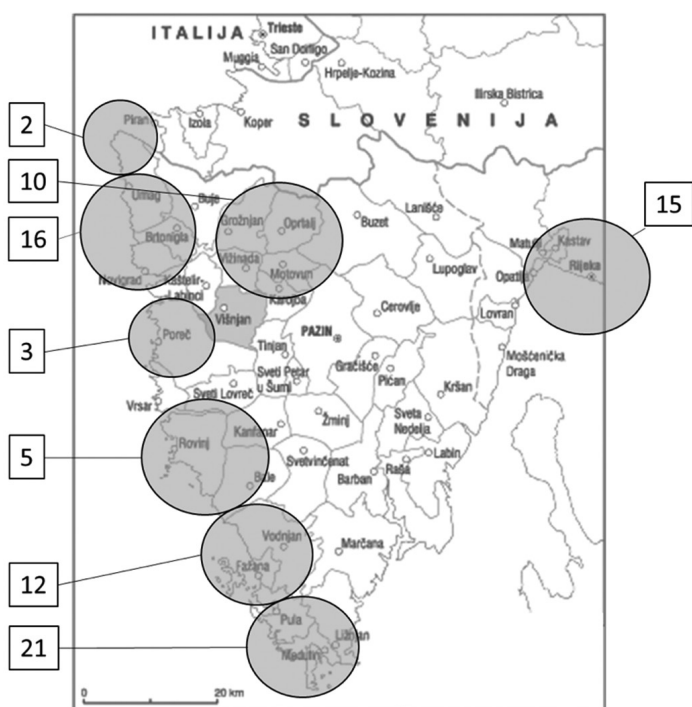 ITALIJA
Trieste
Muggia
San Dorligo
Hrpelje-Kozina
Ilirska Bistrica
2
Piran
Izola
Koper
SLOVENIJA
10
15
16
Umag
Buje
Grožnjan
Oprtalj
Buzet
Lanišće
Brtonigla
Matulji
Kastav
Vižinada
Motovun
Lupoglav
Opatija
Rijeka
Novigrad
Kaštelir-
Labinci
Karojba
Višnjan
Cerovlje
Lovran
3
Poreč
PAZIN
Tinjan
Gračišće
Mošćenička
Draga
Sveti Petar
u Šumi
Pićan
Kršan
Sveti Lovreč
Vrsar
Žminj
Sveta
Nedelja
5
Kanfanar
Rovinj
Svetvinčenat
Labin
Barban
Raša
Bale
Vodnjan
Marčana
12
Fažana
Pula
21
Ližnjan
Medulin
0
20 km